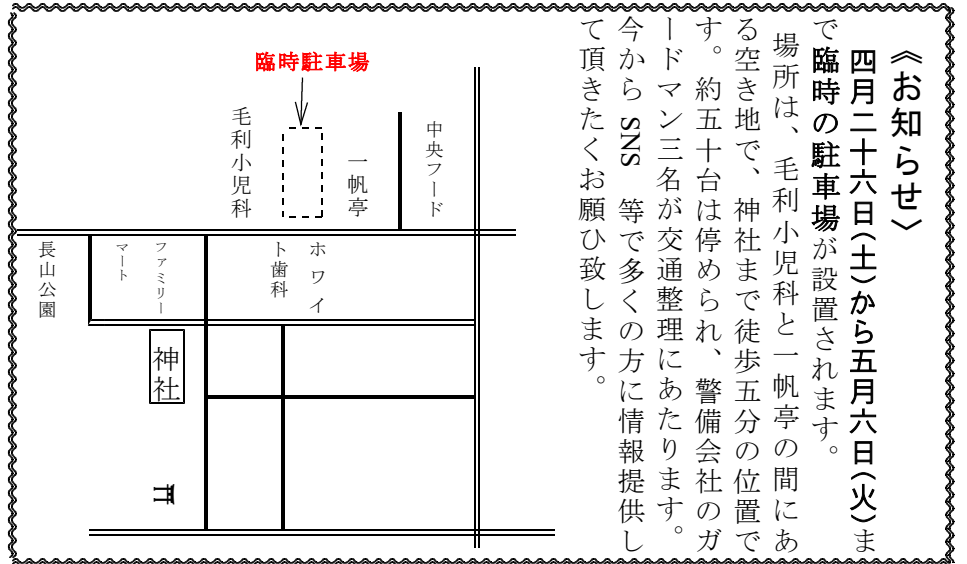 《お知らせ》
四月二十六日(土)から五月六日(火)ま
で臨時の駐車場が設置されます。
場所は、毛利小児科と一帆亭の間にあ
る空き地で、神社まで徒歩五分の位置で
す。約五十台は停められ、警備会社のガ
ードマン三名が交通整理にあたります。
今から SNS 等で多くの方に情報提供し
て頂きたくお願ひ致します。
臨時駐車場
中央フード
一帆亭
毛利小児科
ホワイ
ト歯科
ファミリー
マート
長山公園
神社